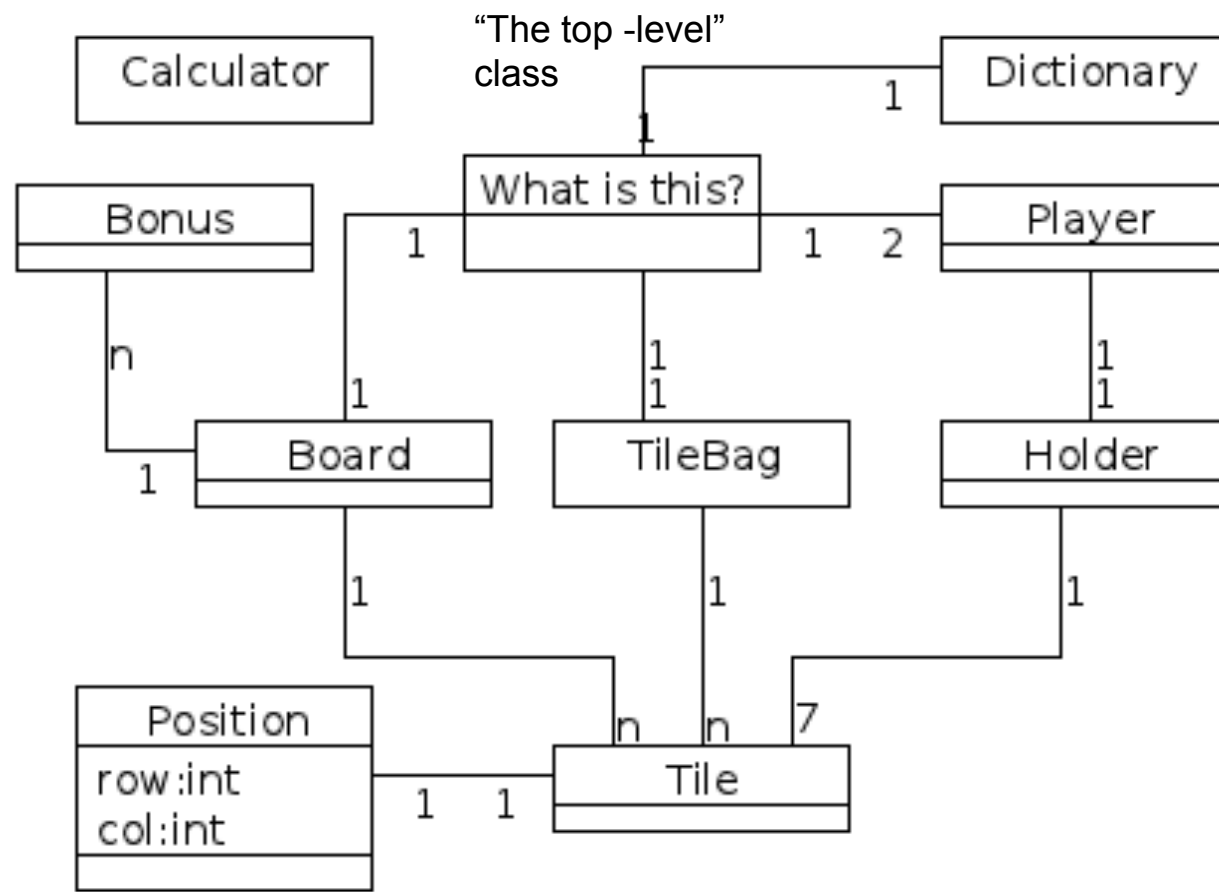 “The top -level”
class
Calculator
Dictionary
1
1
What is this?
Bonus
Player
1
1
2
n
1
1
1
1
1
Board
TileBag
Holder
1
1
1
1
n
n
7
Position
row:int
col:int
Tile
1
1